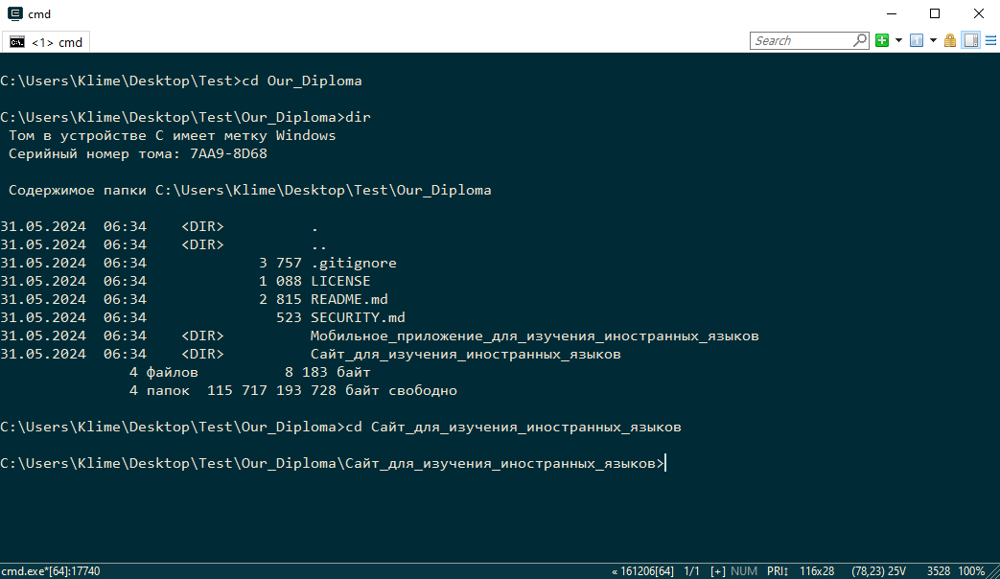 cmd
<1> cmd
Search
C:\Users\Klime\Desktop\Test>cd Our_Diploma
C:\Users\Klime\Desktop\Test\Our_Diploma>dir
Том в устройстве C имеет метку Windows
Серийный номер тома: 7AA9-8D68
Содержимое папки C:\Users\Klime\Desktop\Test\Our_Diploma
31.05.2024  06:34    <DIR>          .
31.05.2024  06:34    <DIR>          ..
31.05.2024  06:34             3 757 .gitignore
31.05.2024  06:34             1 088 LICENSE
31.05.2024  06:34             2 815 README.md
31.05.2024  06:34               523 SECURITY.md
31.05.2024  06:34    <DIR>          Мобильное_приложение_для_изучения_иностранных_языков
31.05.2024  06:34    <DIR>          Сайт_для_изучения_иностранных_языков
4 файлов          8 183 байт
4 папок  115 717 193 728 байт свободно
C:\Users\Klime\Desktop\Test\Our_Diploma>cd Сайт_для_изучения_иностранных_языков
C:\Users\Klime\Desktop\Test\Our_Diploma\Сайт_для_изучения_иностранных_языков>
cmd.exe*[64]:17740 « 161206[64] 1/1 [+] NUM PRI↕ 116x28 (78,23) 25V 3528 100%